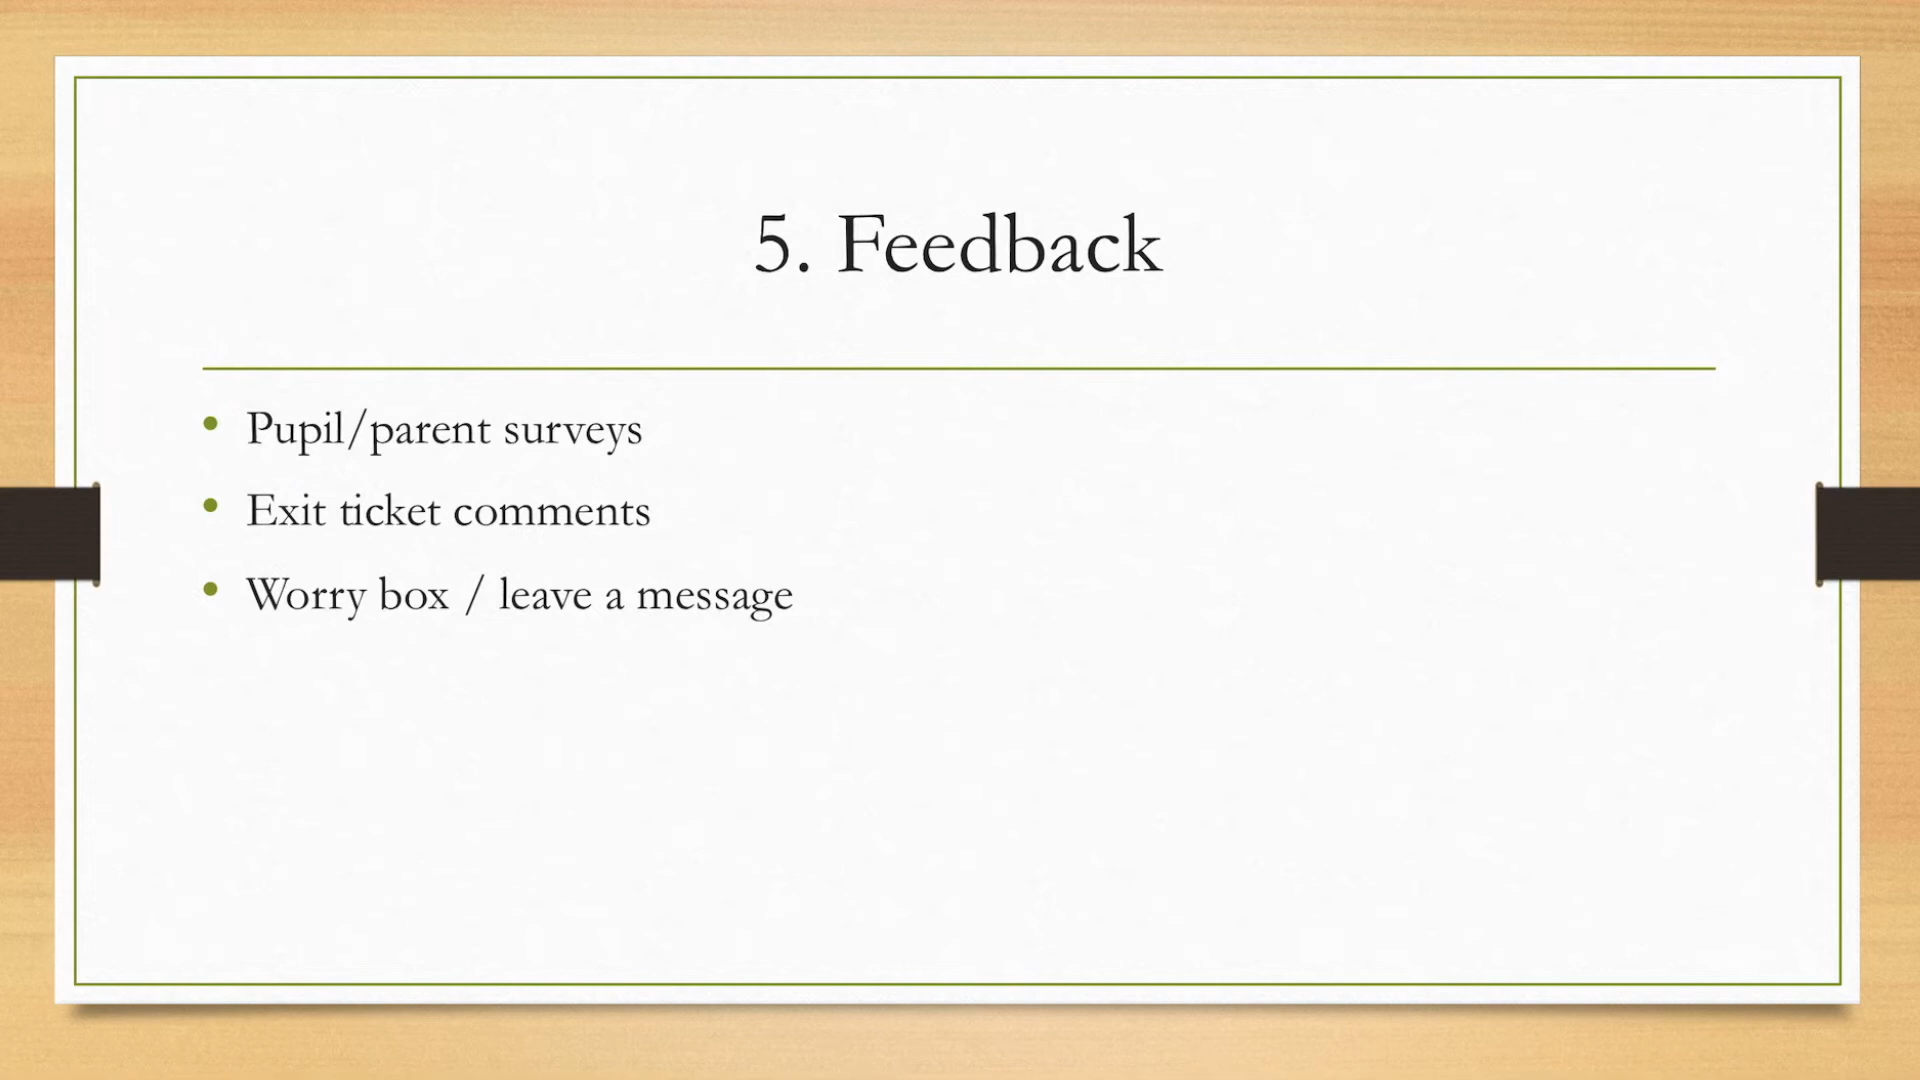 5. Feedback
• Pupil/parent surveys
• Exit ticket comments
• Worry box / leave a message